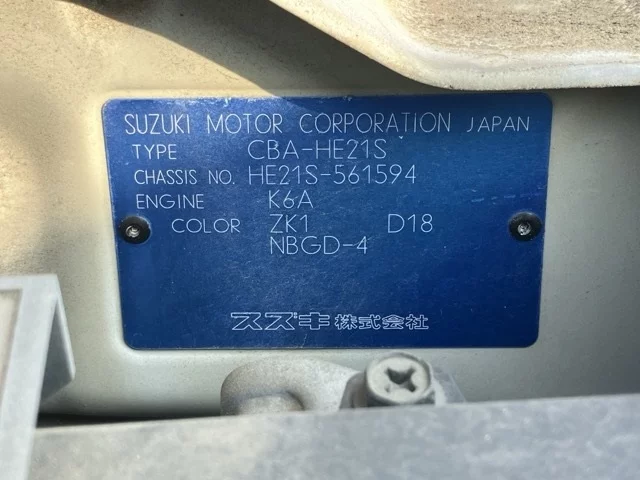 SUZUKI MOTOR CORPORATION JAPAN
TYPE CBA-HE21S
CHASSIS NO. HE21S-561594
ENGINE K6A
COLOR ZK1 D18
NBGD-4
スズキ株式会社